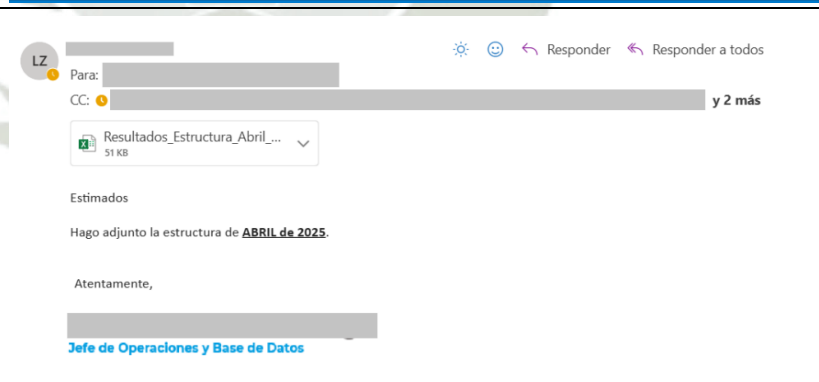 LZ
Responder Responder a todos
Para:
CC: y 2 más
Resultados_Estructura_Abril_...
51 KB
Estimados
Hago adjunto la estructura de ABRIL de 2025.
Atentamente,
Jefe de Operaciones y Base de Datos